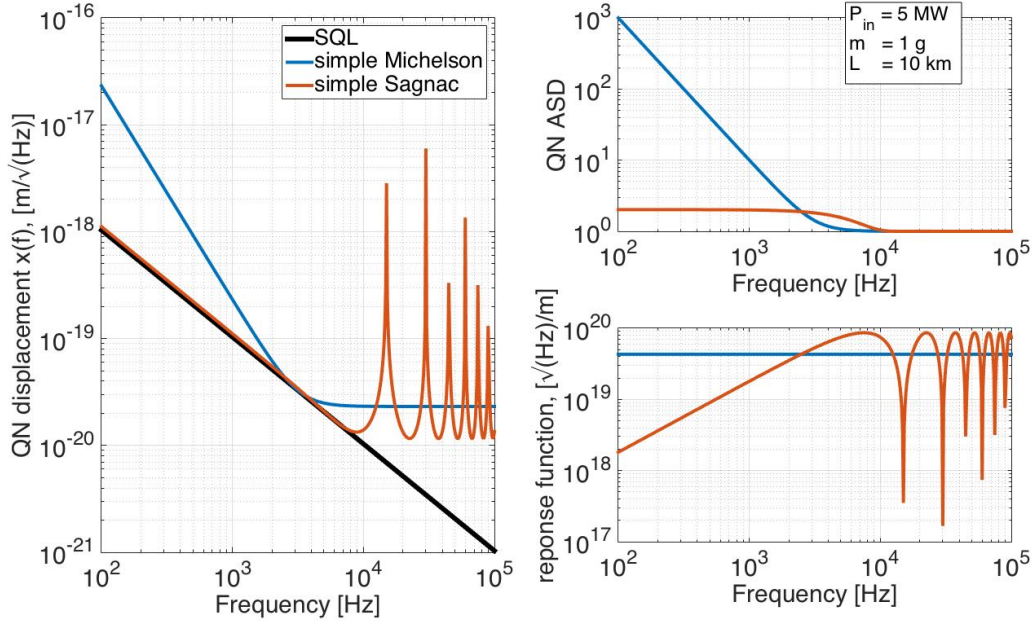 10^-16
10^-17
10^-18
10^-19
10^-20
10^-21
QN displacement x(f), [m/√(Hz)]
SQL
simple Michelson
simple Sagnac
10^2
10^3
10^4
10^5
Frequency [Hz]
10^3
10^2
10^1
10^0
QN ASD
P_in = 5 MW
m = 1 g
L = 10 km
10^2
10^3
10^4
10^5
Frequency [Hz]
10^20
10^19
10^18
10^17
reponse function, [√(Hz)/m]
10^2
10^3
10^4
10^5
Frequency [Hz]